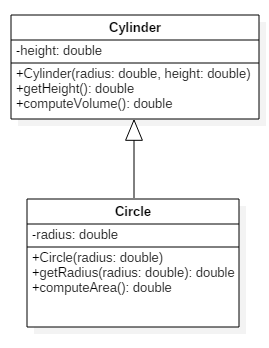 Cylinder
-height: double
+Cylinder(radius: double, height: double)
+getHeight(): double
+computeVolume(): double
Circle
-radius: double
+Circle(radius: double)
+getRadius(radius: double): double
+computeArea(): double